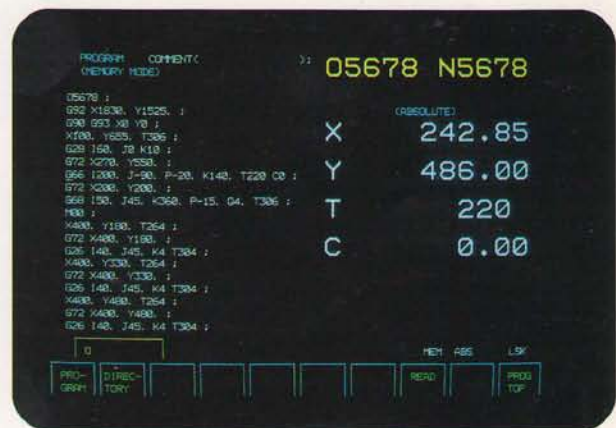 PROGRAM COMMENT( );
(MEMORY MODE)
O5678 N5678
O5678 ;
G92 X1830. Y1525. ;
G90 G93 X0 Y0 ;
X100. Y655. T306 ;
G28 I60. J0 K10 ;
G72 X270. Y550. ;
G66 I200. J-90. P-20. K140. T220 C0 ;
G72 X200. Y200. ;
G68 I50. J45. K360. P-15. Q4. T306 ;
M00 ;
X400. Y180. T264 ;
G72 X400. Y180. ;
G26 I40. J45. K4 T304 ;
X400. Y330. T264 ;
G72 X400. Y330. ;
G26 I40. J45. K4 T304 ;
X400. Y480. T264 ;
G72 X400. Y480. ;
G26 I40. J45. K4 T304 ;
(ABSOLUTE)
X 242.85
Y 486.00
T 220
C 0.00
0
MEM ABS LSK
PRO-
GRAM
DIREC-
TORY
READ
PROG
TOP